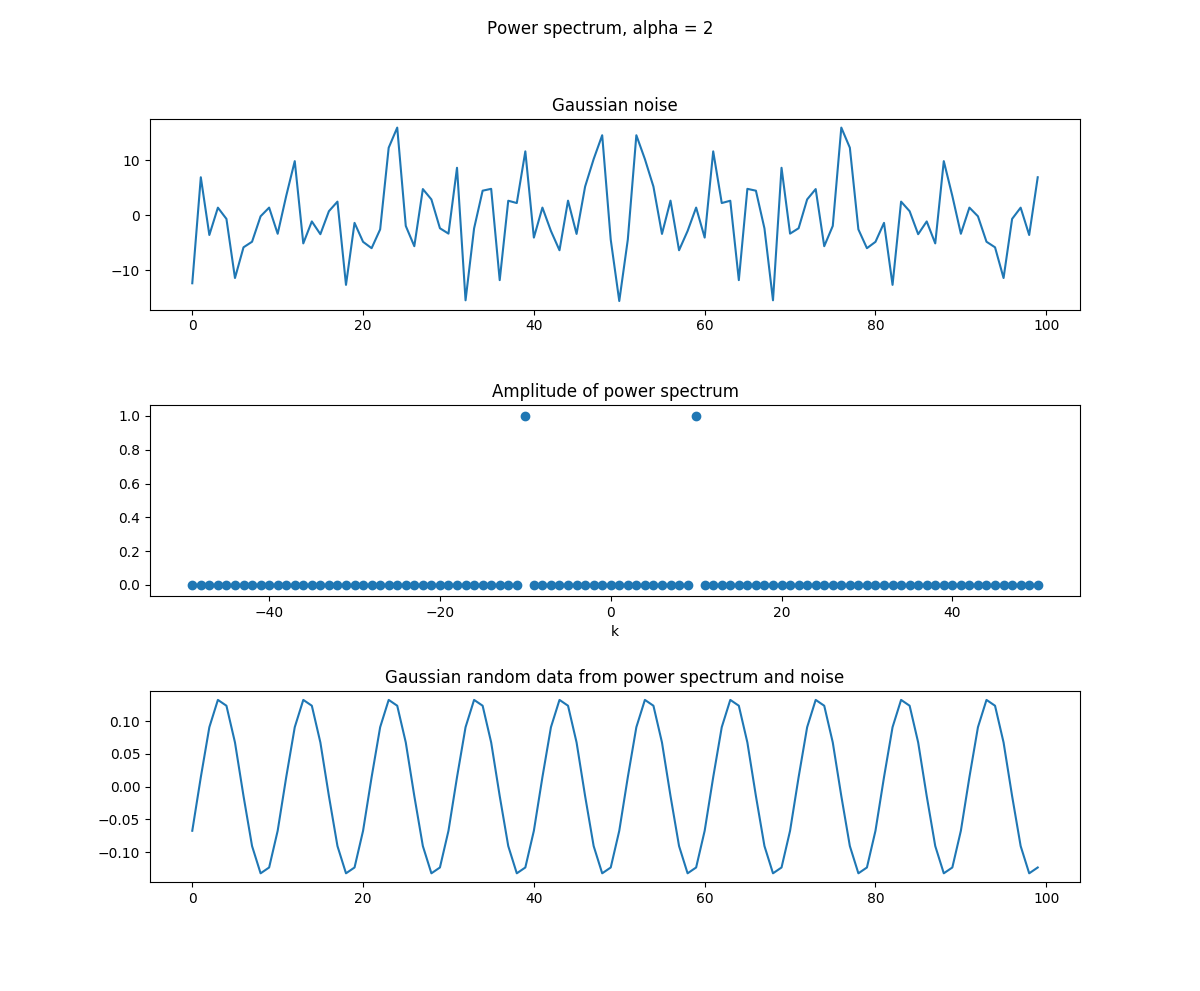 Power spectrum, alpha = 2
Gaussian noise
10
0
−10
0 20 40 60 80 100
Amplitude of power spectrum
1.0
0.8
0.6
0.4
0.2
0.0
−40 −20 0 20 40
k
Gaussian random data from power spectrum and noise
0.10
0.05
0.00
−0.05
−0.10
0 20 40 60 80 100